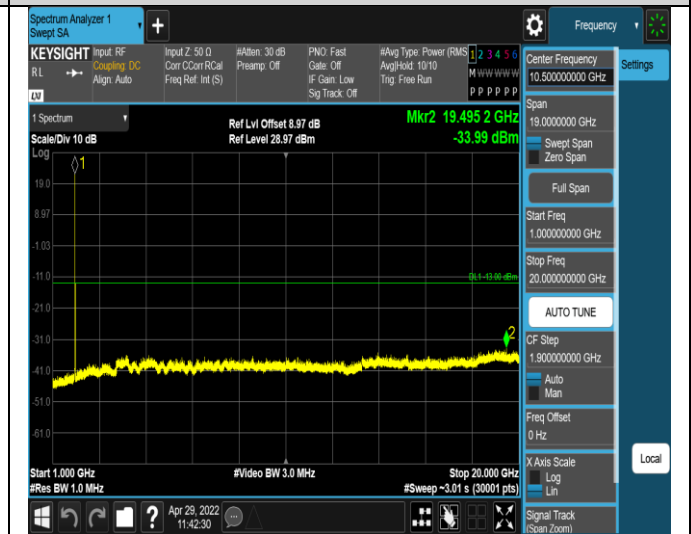 Spectrum Analyzer 1
Swept SA
Frequency
KEYSIGHT
RL
LXI
Input: RF
Coupling: DC
Align: Auto
Input Z: 50 Ω
Corr CCorr RCal
Freq Ref: Int (S)
#Atten: 30 dB
Preamp: Off
PNO: Fast
Gate: Off
IF Gain: Low
Sig Track: Off
#Avg Type: Power (RMS
Avg|Hold: 10/10
Trig: Free Run
1 2 3 4 5 6
M W W W W W
P P P P P P
1 Spectrum
Scale/Div 10 dB
Log
Ref Lvl Offset 8.97 dB
Ref Level 28.97 dBm
Mkr2 19.495 2 GHz
-33.99 dBm
1
19.0
8.97
-1.03
-11.0
DL1 -13.00 dBm
-21.0
-31.0
2
-41.0
-51.0
-61.0
Start 1.000 GHz
#Video BW 3.0 MHz
Stop 20.000 GHz
#Res BW 1.0 MHz
#Sweep ~3.01 s (30001 pts)
Apr 29, 2022
11:42:30
Center Frequency
10.500000000 GHz
Settings
Span
19.0000000 GHz
Swept Span
Zero Span
Full Span
Start Freq
1.000000000 GHz
Stop Freq
20.000000000 GHz
AUTO TUNE
CF Step
1.900000000 GHz
Auto
Man
Freq Offset
0 Hz
X Axis Scale
Log
Lin
Local
Signal Track
(Span Zoom)